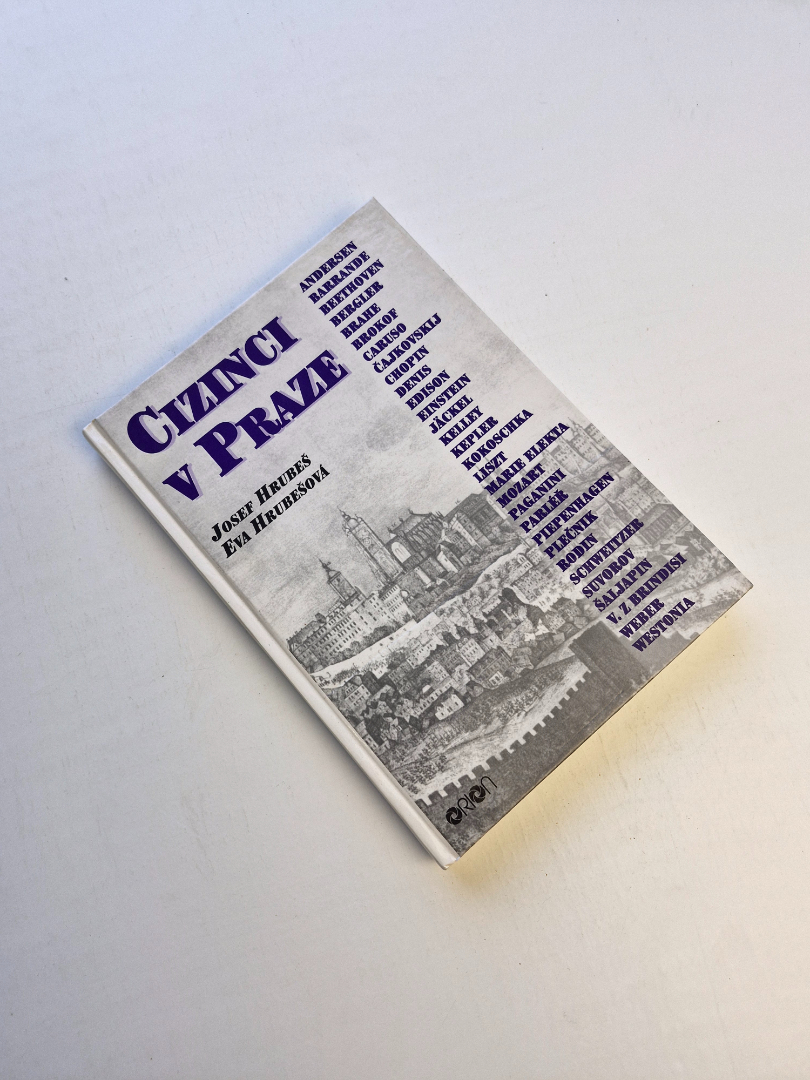 CIZINCI
V PRAZE
JOSEF HRUBEŠ
EVA HRUBEŠOVÁ
ANDERSEN
BARRANDE
BEETHOVEN
BERGLER
BRAHE
BROKOF
CARUSO
ČAJKOVSKIJ
CHOPIN
DENIS
EDISON
EINSTEIN
JÄCKEL
KELLEY
KEPLER
KOKOSCHKA
LISZT
MARIE ELEKTA
MOZART
PAGANINI
PARLÉŘ
PIEPENHAGEN
PLEČNIK
RODIN
SCHWEITZER
SUVOROV
ŠALJAPIN
V. Z BRINDISI
WEBER
WESTONIA
ORION